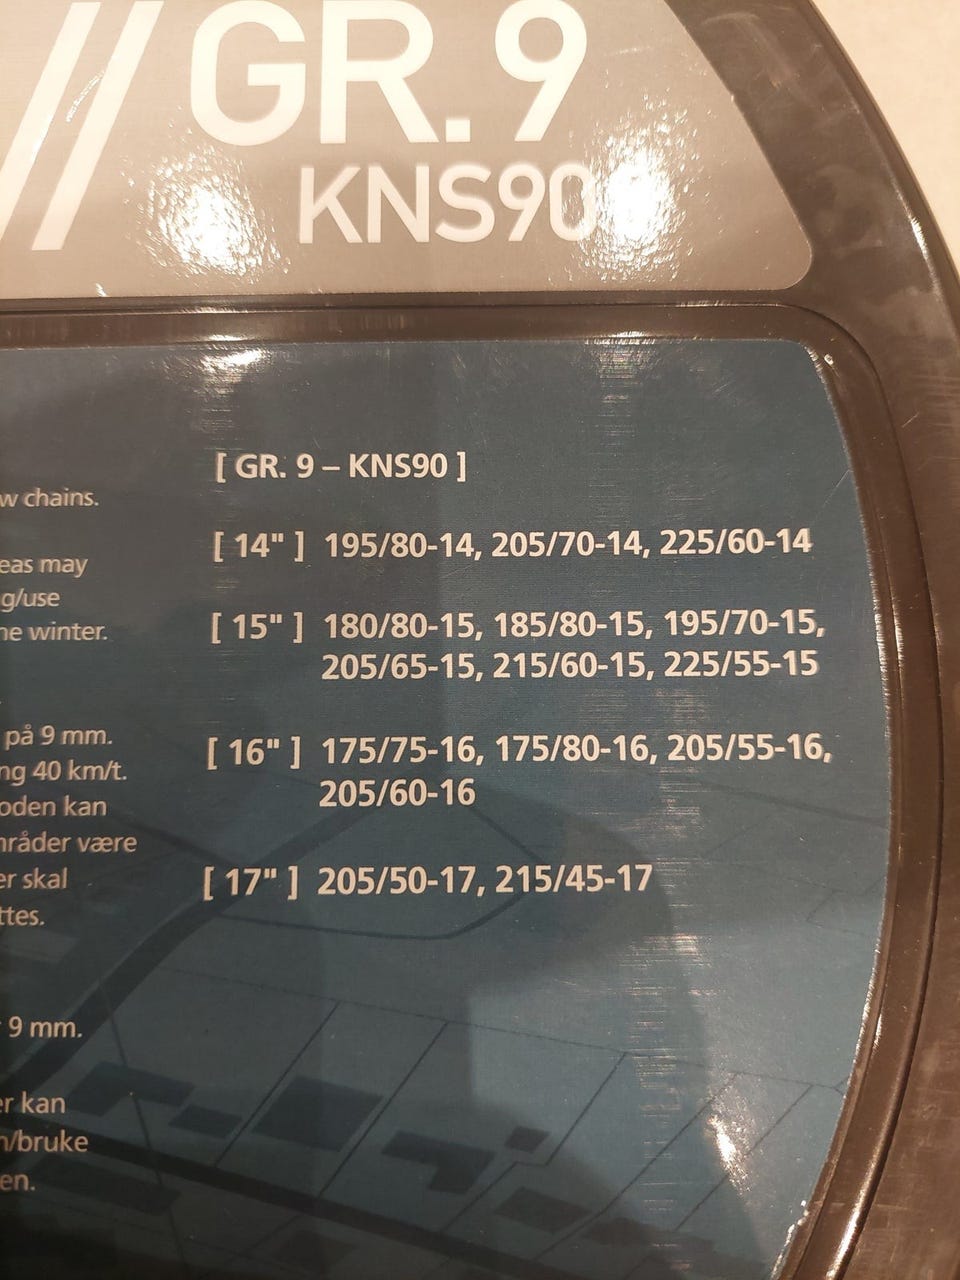 GR. 9
KNS90
w chains.
eas may
g/use
he winter.
på 9 mm.
ng 40 km/t.
oden kan
mråder være
er skal
ttes.
9 mm.
er kan
n/bruke
en.
[ GR. 9 – KNS90 ]
[ 14" ] 195/80-14, 205/70-14, 225/60-14
[ 15" ] 180/80-15, 185/80-15, 195/70-15,
205/65-15, 215/60-15, 225/55-15
[ 16" ] 175/75-16, 175/80-16, 205/55-16,
205/60-16
[ 17" ] 205/50-17, 215/45-17